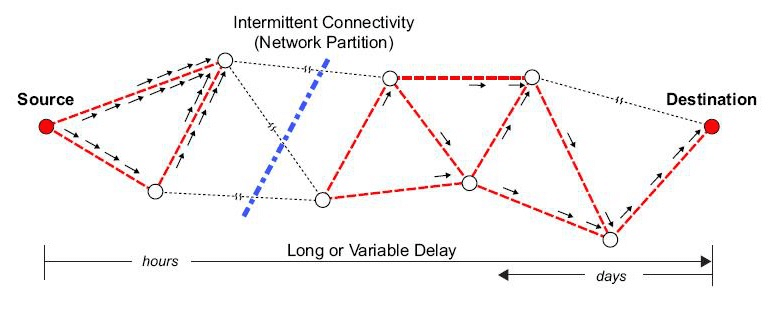 Intermittent Connectivity
(Network Partition)
Source
Destination
Long or Variable Delay
hours
days